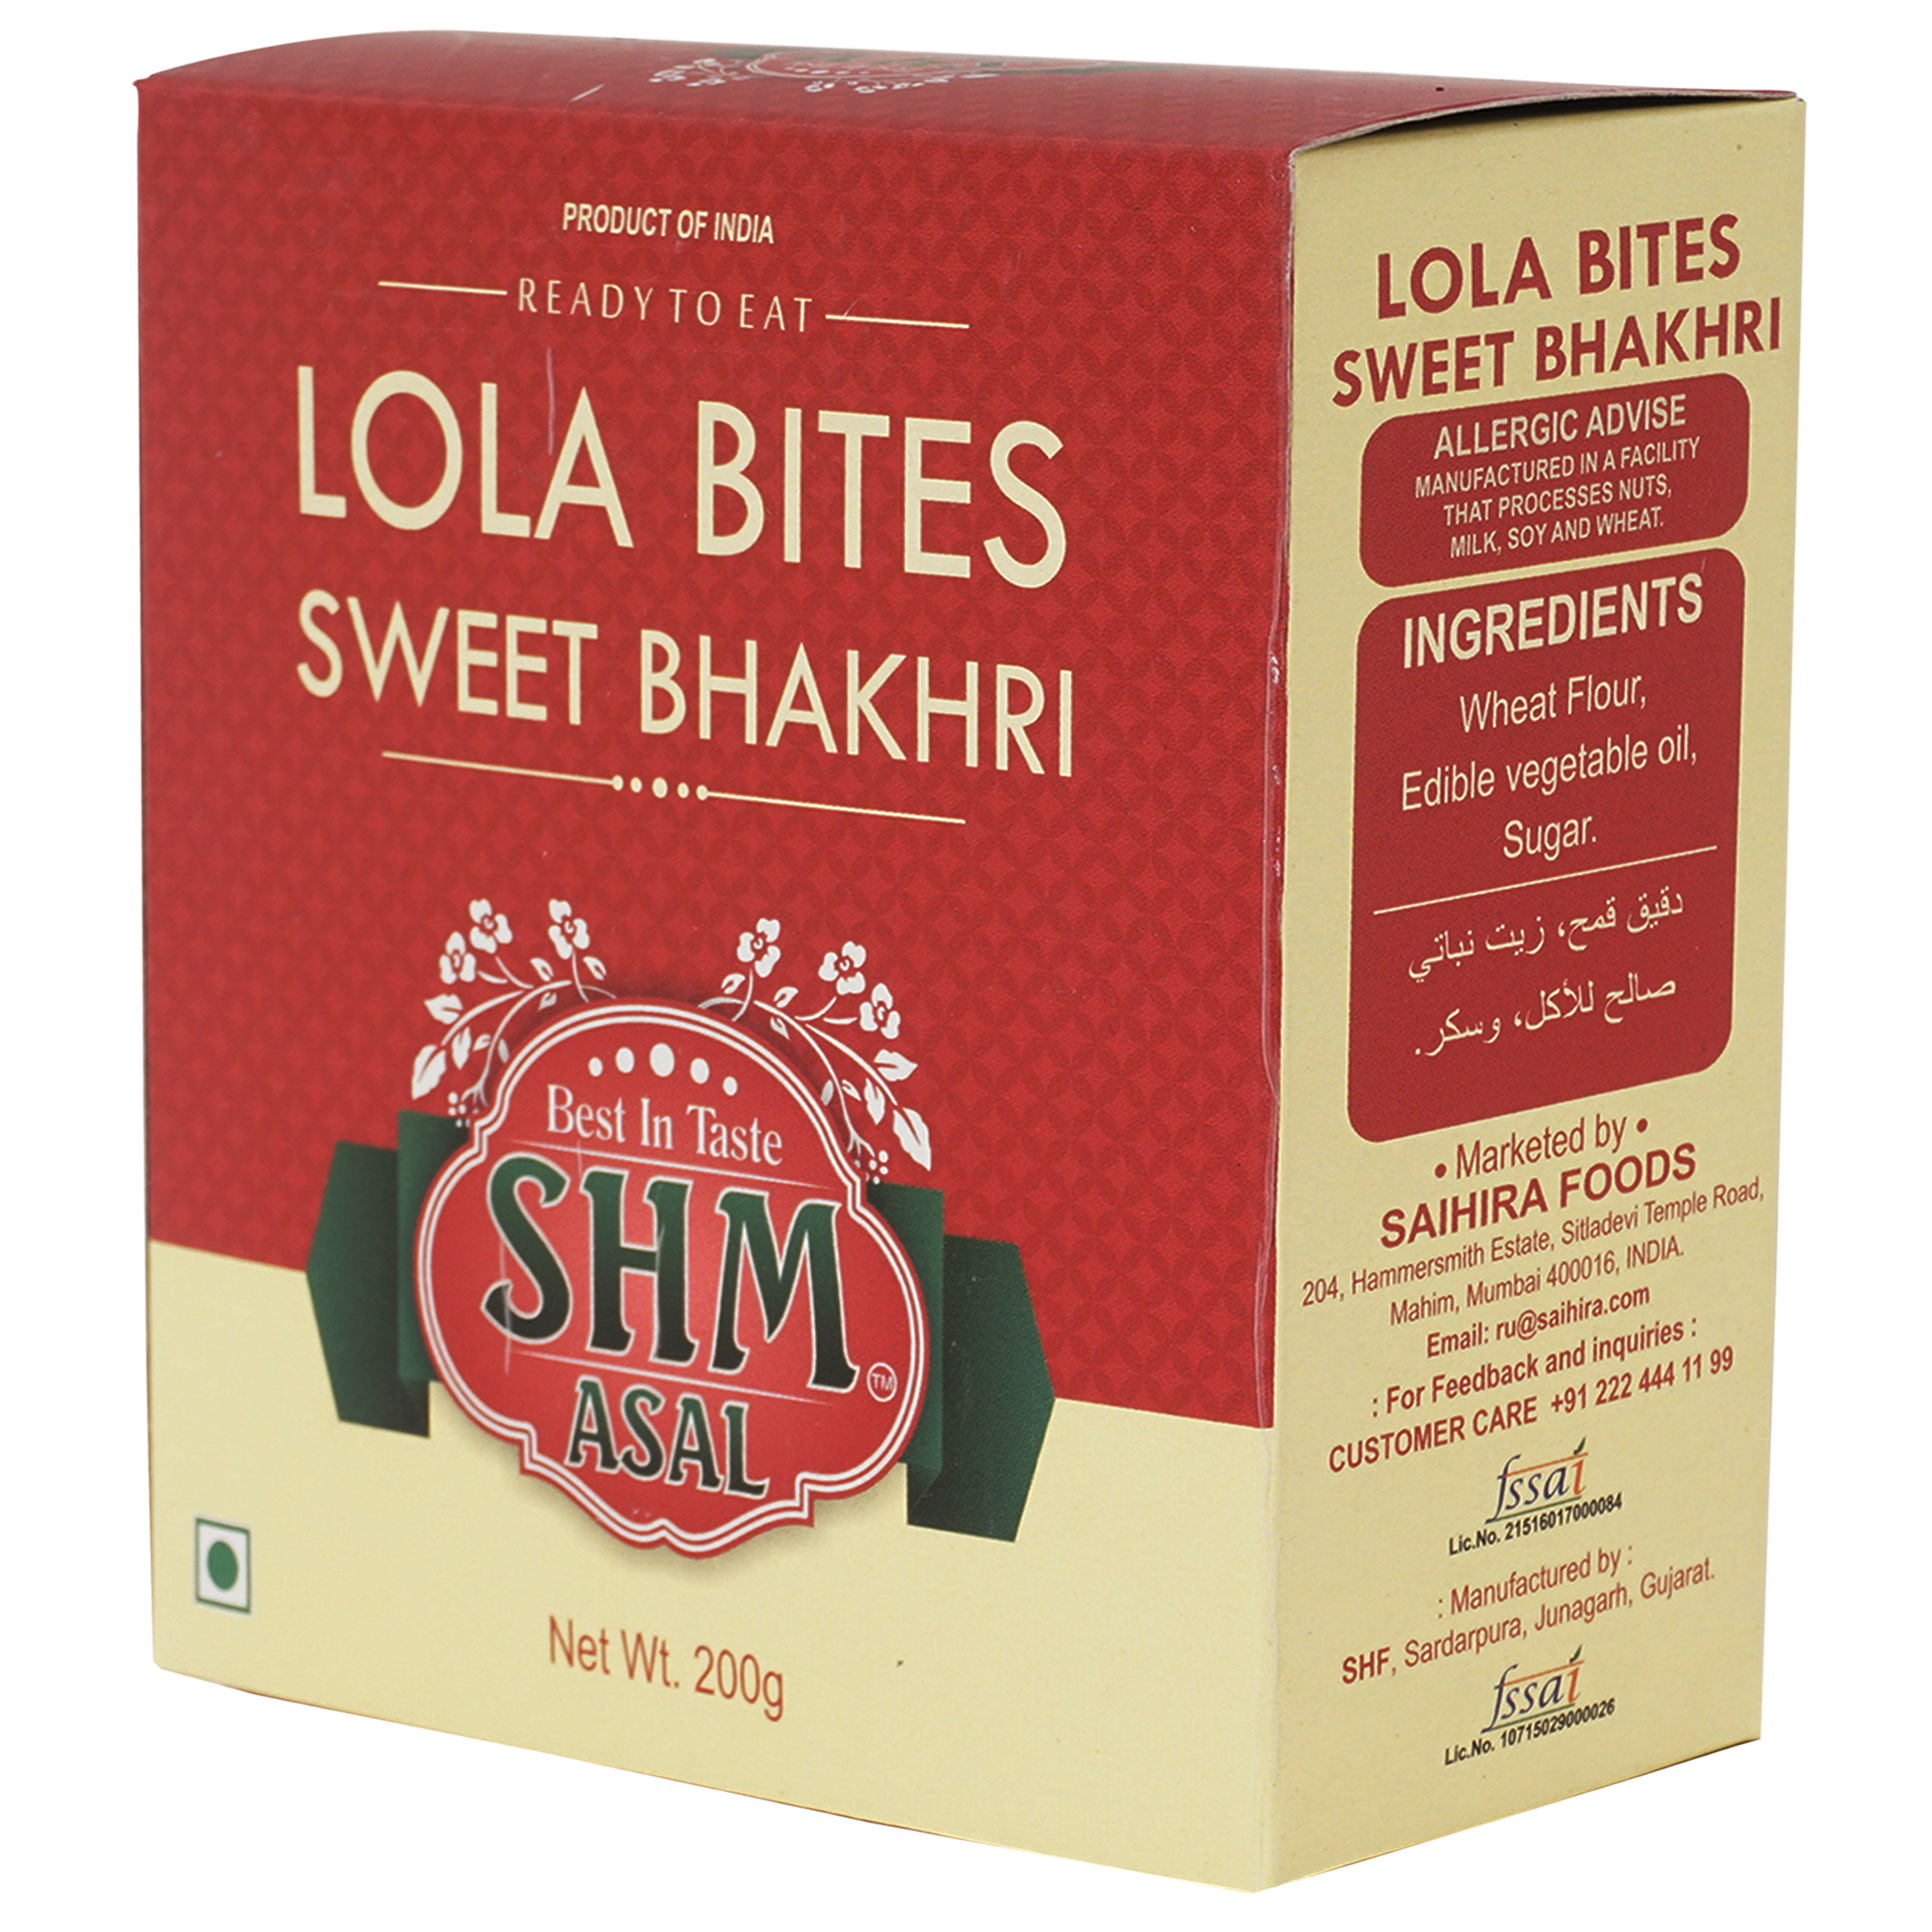 PRODUCT OF INDIA
READY TO EAT
LOLA BITES
SWEET BHAKHRI
Best In Taste
SHM
TM
ASAL
Net Wt. 200g
LOLA BITES
SWEET BHAKHRI
ALLERGIC ADVISE
MANUFACTURED IN A FACILITY
THAT PROCESSES NUTS,
MILK, SOY AND WHEAT.
INGREDIENTS
Wheat Flour,
Edible vegetable oil,
Sugar.
دقيق قمح، زيت نباتي
صالح للأكل، وسكر.
• Marketed by •
SAIHIRA FOODS
204, Hammersmith Estate, Sitladevi Temple Road,
Mahim, Mumbai 400016, INDIA.
Email: ru@saihira.com
: For Feedback and inquiries :
CUSTOMER CARE +91 222 444 11 99
fssai
Lic.No. 21516017000084
: Manufactured by :
SHF, Sardarpura, Junagarh, Gujarat.
fssai
Lic.No. 10715029000026